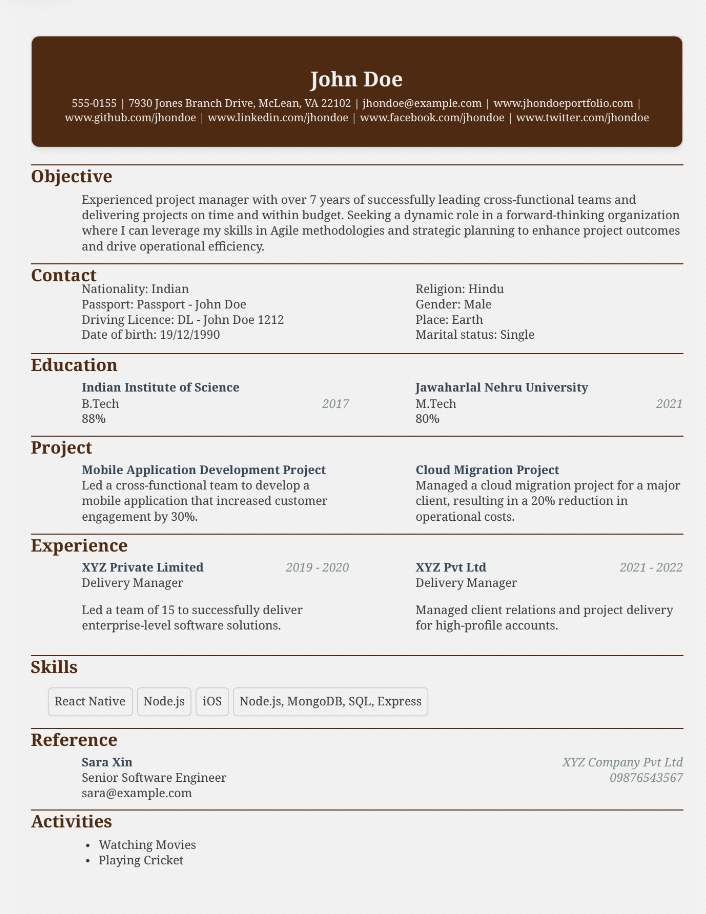 John Doe
555-0155 | 7930 Jones Branch Drive, McLean, VA 22102 | jhondoe@example.com | www.jhondoeportfolio.com |
www.github.com/jhondoe | www.linkedin.com/jhondoe | www.facebook.com/jhondoe | www.twitter.com/jhondoe
Objective
Experienced project manager with over 7 years of successfully leading cross-functional teams and
delivering projects on time and within budget. Seeking a dynamic role in a forward-thinking organization
where I can leverage my skills in Agile methodologies and strategic planning to enhance project outcomes
and drive operational efficiency.
Contact
Nationality: Indian
Passport: Passport - John Doe
Driving Licence: DL - John Doe 1212
Date of birth: 19/12/1990
Religion: Hindu
Gender: Male
Place: Earth
Marital status: Single
Education
Indian Institute of Science
B.Tech 2017
88%
Jawaharlal Nehru University
M.Tech 2021
80%
Project
Mobile Application Development Project
Led a cross-functional team to develop a
mobile application that increased customer
engagement by 30%.
Cloud Migration Project
Managed a cloud migration project for a major
client, resulting in a 20% reduction in
operational costs.
Experience
XYZ Private Limited 2019 - 2020
Delivery Manager
Led a team of 15 to successfully deliver
enterprise-level software solutions.
XYZ Pvt Ltd 2021 - 2022
Delivery Manager
Managed client relations and project delivery
for high-profile accounts.
Skills
React Native Node.js iOS Node.js, MongoDB, SQL, Express
Reference
Sara Xin XYZ Company Pvt Ltd
Senior Software Engineer 09876543567
sara@example.com
Activities
• Watching Movies
• Playing Cricket